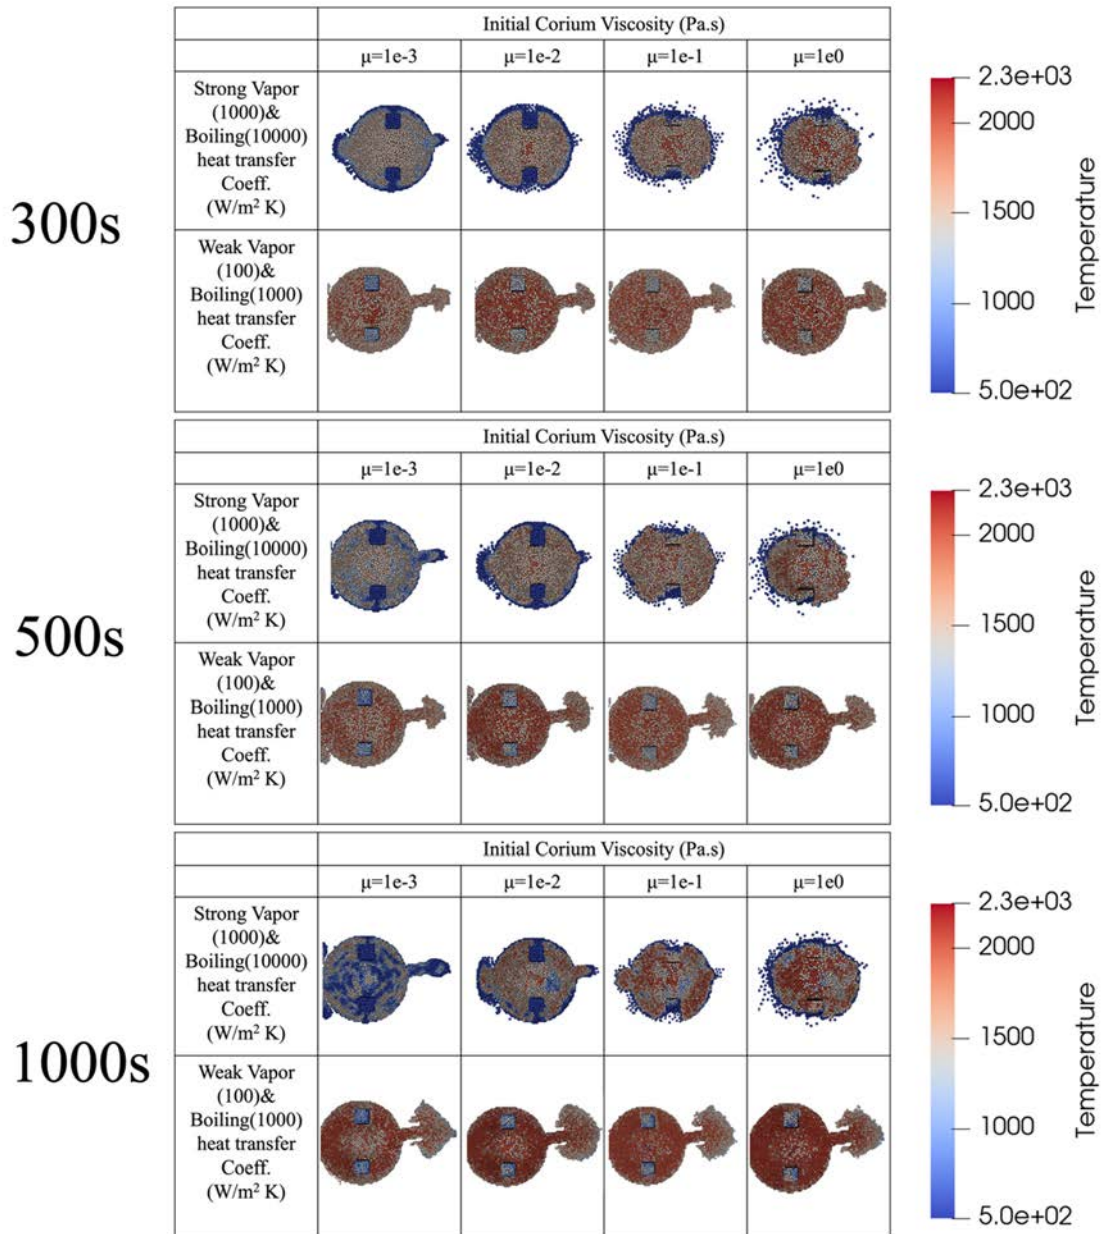 300s
Initial Corium Viscosity (Pa.s)
μ=1e-3 μ=1e-2 μ=1e-1 μ=1e0
Strong Vapor
(1000)&
Boiling(10000)
heat transfer
Coeff.
(W/m² K)
Weak Vapor
(100)&
Boiling(1000)
heat transfer
Coeff.
(W/m² K)
2.3e+03
2000
1500
1000
5.0e+02
Temperature
500s
Initial Corium Viscosity (Pa.s)
μ=1e-3 μ=1e-2 μ=1e-1 μ=1e0
Strong Vapor
(1000)&
Boiling(10000)
heat transfer
Coeff.
(W/m² K)
Weak Vapor
(100)&
Boiling(1000)
heat transfer
Coeff.
(W/m² K)
2.3e+03
2000
1500
1000
5.0e+02
Temperature
1000s
Initial Corium Viscosity (Pa.s)
μ=1e-3 μ=1e-2 μ=1e-1 μ=1e0
Strong Vapor
(1000)&
Boiling(10000)
heat transfer
Coeff.
(W/m² K)
Weak Vapor
(100)&
Boiling(1000)
heat transfer
Coeff.
(W/m² K)
2.3e+03
2000
1500
1000
5.0e+02
Temperature